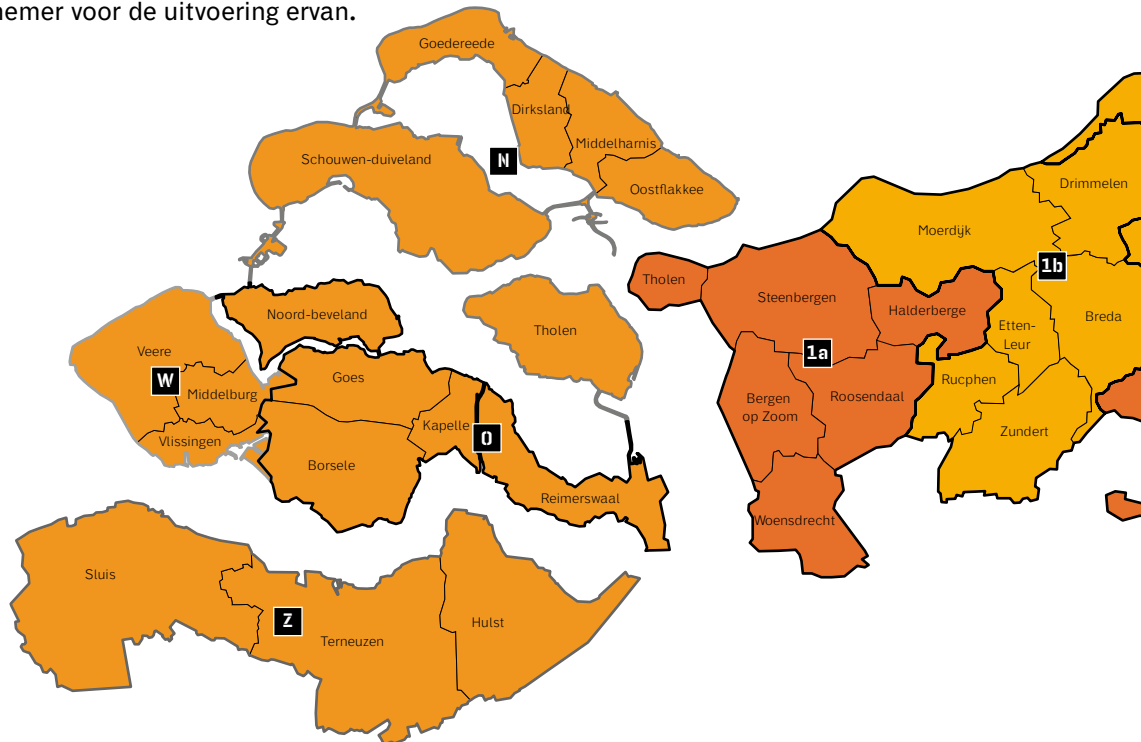 nemer voor de uitvoering ervan.
Goedereede
Dirksland
Middelharnis
Schouwen-duiveland
N
Oostflakkee
Drimmelen
Moerdijk
1b
Tholen
Steenbergen
Halderberge
Noord-beveland
Tholen
Etten-
Leur
Breda
Veere
W
Middelburg
Goes
1a
Rucphen
Bergen
op Zoom
Roosendaal
Vlissingen
Kapelle
O
Zundert
Borsele
Reimerswaal
Woensdrecht
Sluis
Z
Terneuzen
Hulst